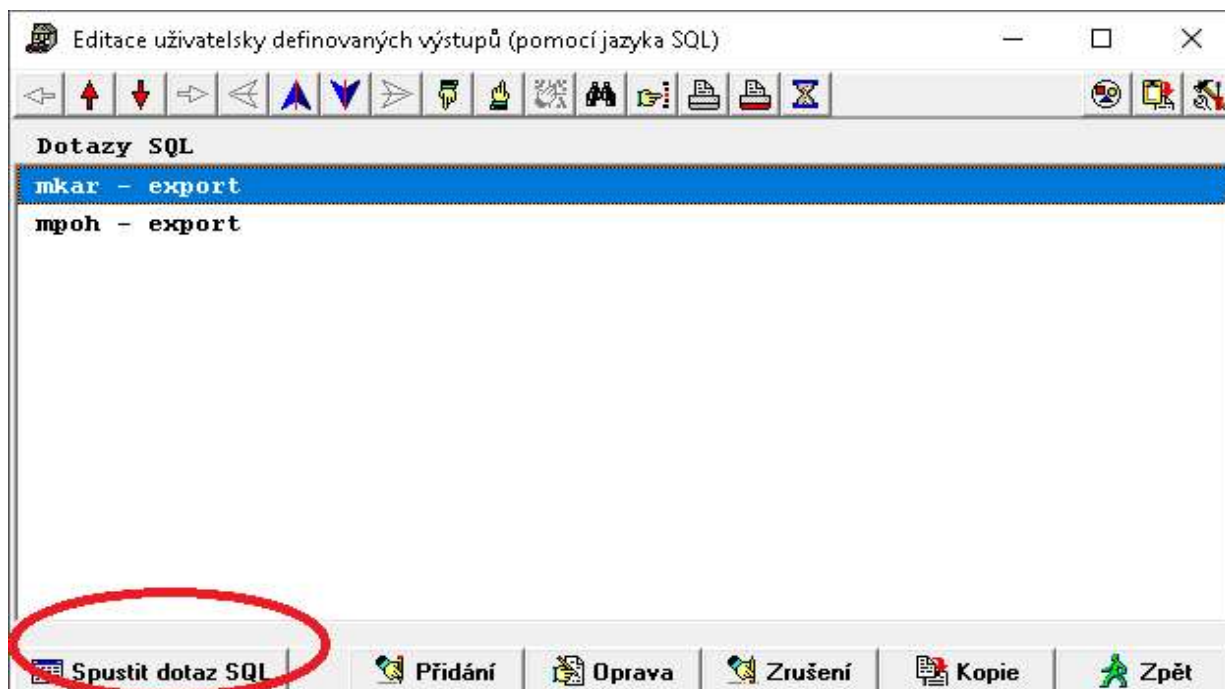 Editace uživatelsky definovaných výstupů (pomocí jazyka SQL)
Dotazy SQL
mkar - export
mpoh - export
Spustit dotaz SQL Přidání Oprava Zrušení Kopie Zpět